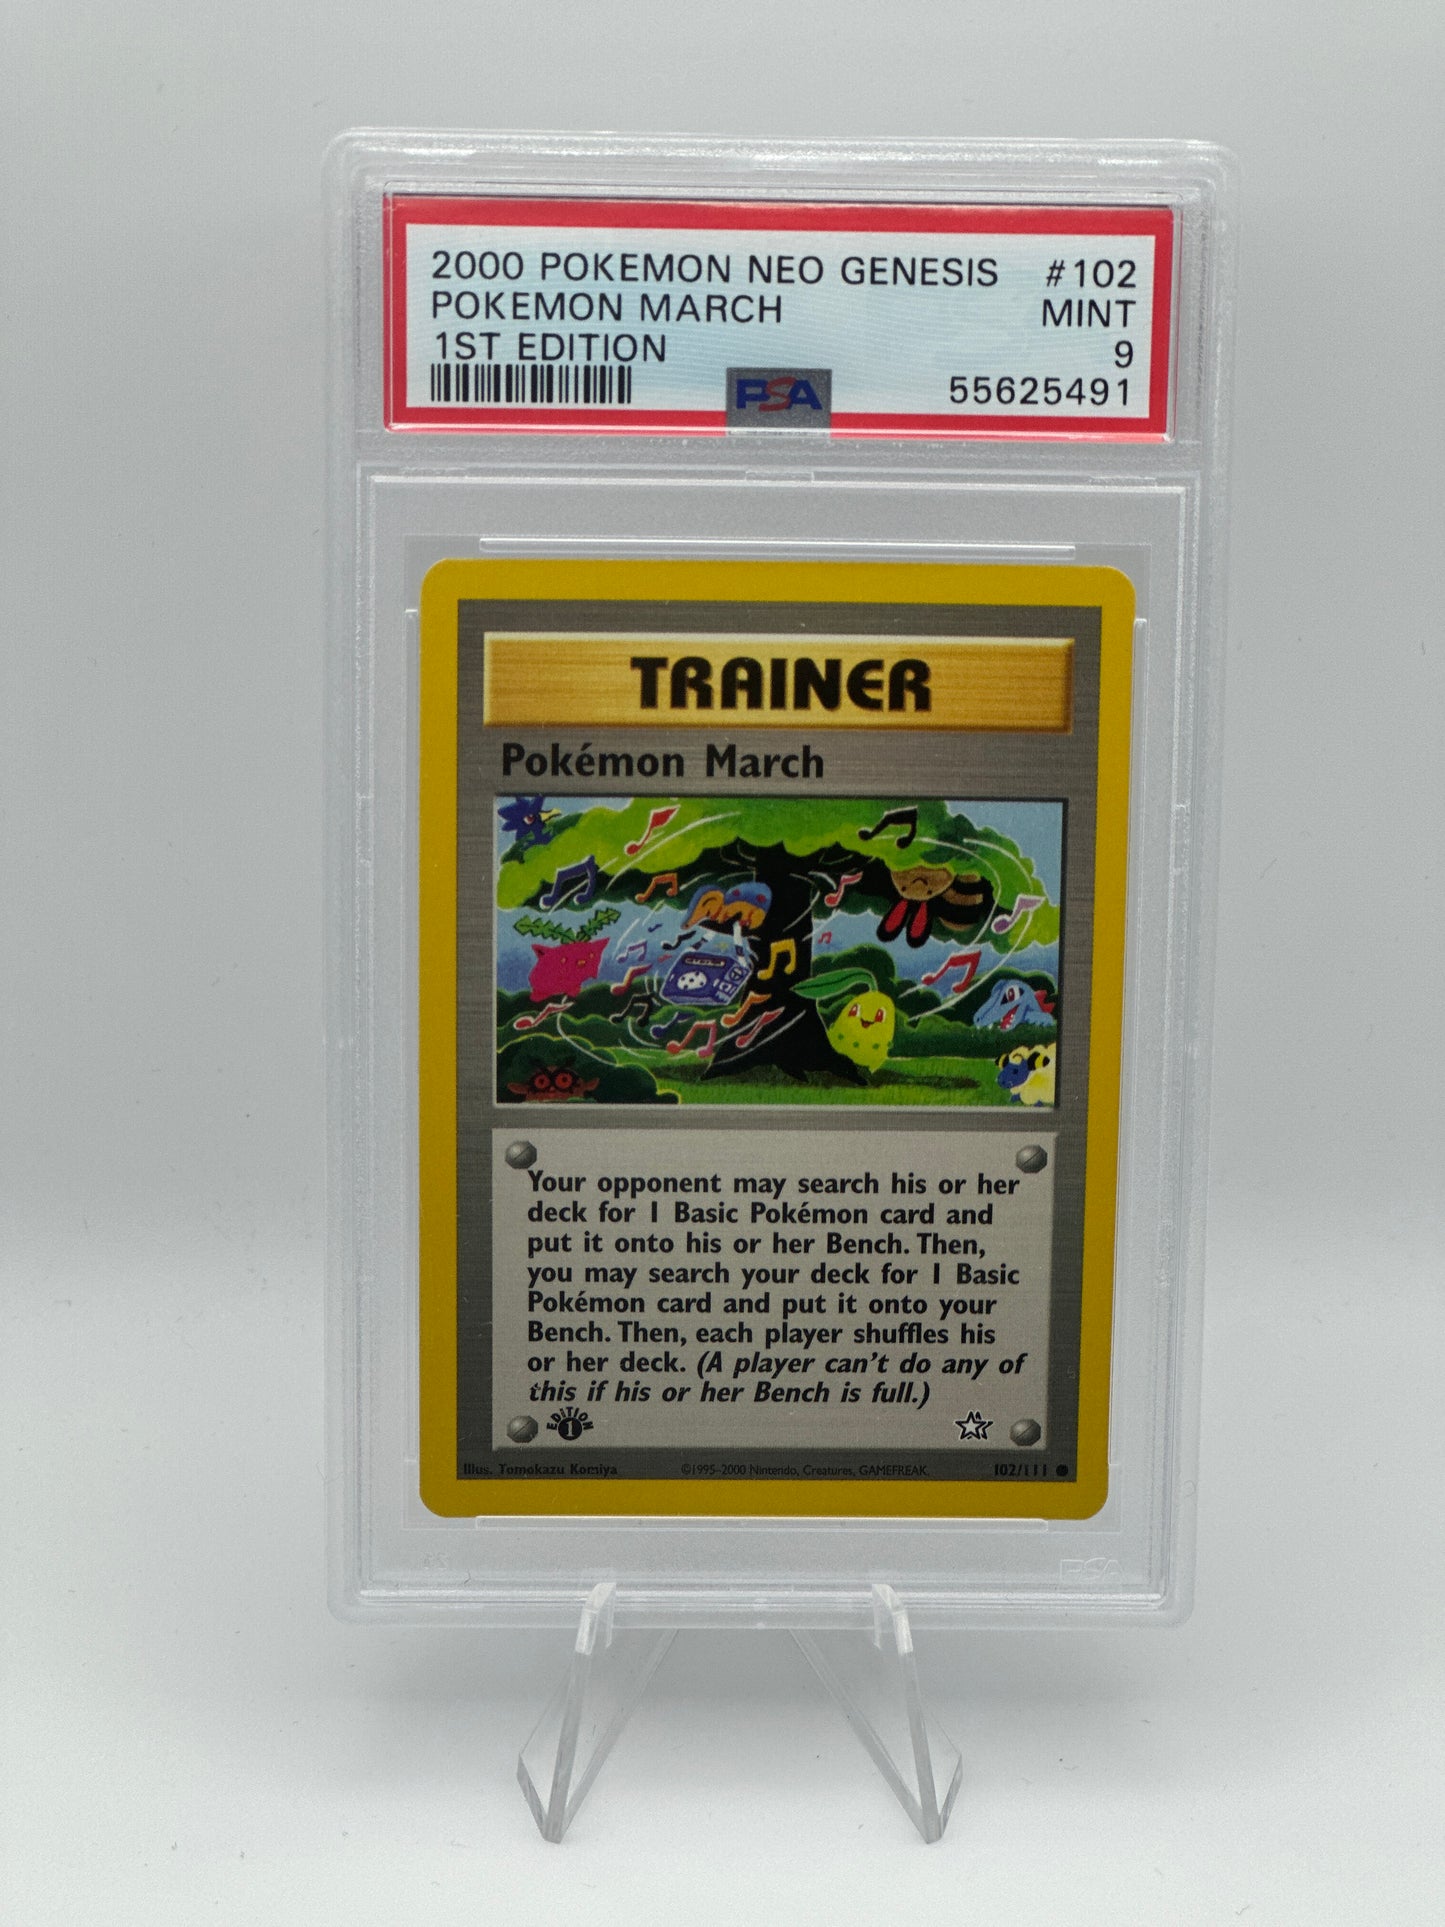 2000 POKEMON NEO GENESIS #102
POKEMON MARCH MINT
1ST EDITION 9
PSA 55625491
TRAINER
Pokémon March
Your opponent may search his or her
deck for 1 Basic Pokémon card and
put it onto his or her Bench. Then,
you may search your deck for 1 Basic
Pokémon card and put it onto your
Bench. Then, each player shuffles his
or her deck. (A player can't do any of
this if his or her Bench is full.)
EDITION 1
Illus. Tomokazu Komiya ©1995-2000 Nintendo, Creatures, GAMEFREAK. 102/111
PSA